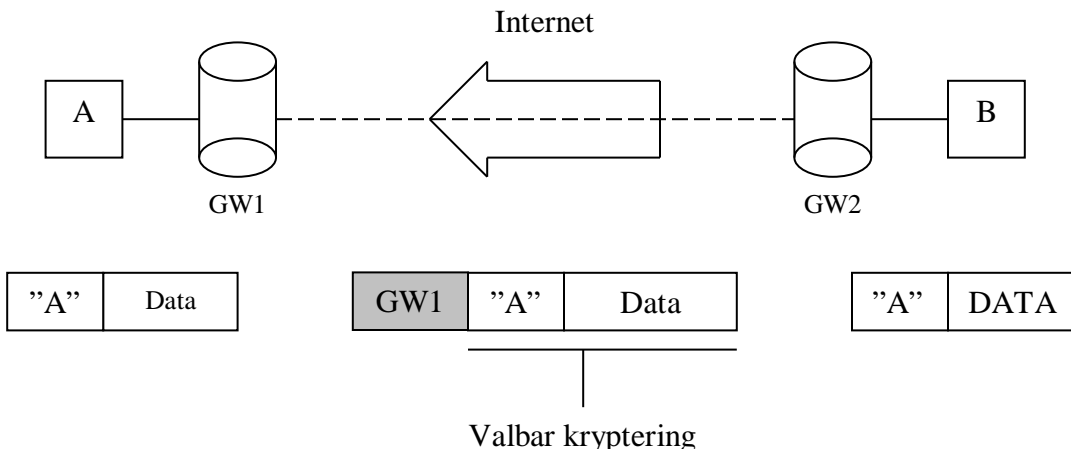 Internet
A
B
GW1
GW2
”A” Data
GW1 ”A” Data
”A” DATA
Valbar kryptering